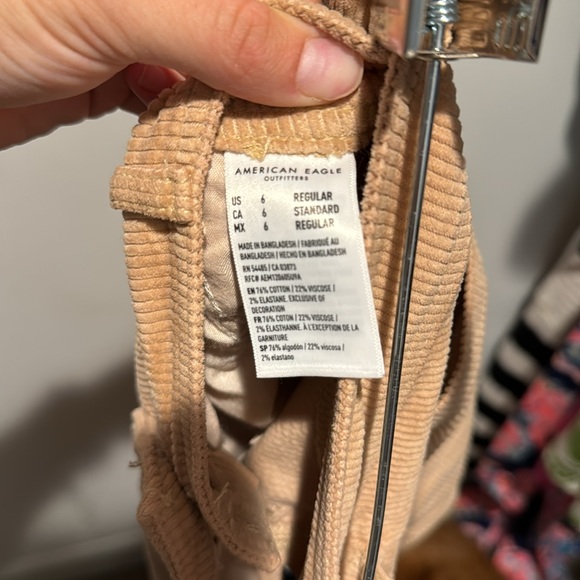 AMERICAN EAGLE
OUTFITTERS
US 6 REGULAR
CA 6 STANDARD
MX 6 REGULAR
MADE IN BANGLADESH / FABRIQUÉ AU
BANGLADESH / HECHO EN BANGLADESH
RN 54485 / CA 03873
RFC# AEM120605U9A
EN 76% COTTON / 22% VISCOSE /
2% ELASTANE. EXCLUSIVE OF
DECORATION
FR 76% COTON / 22% VISCOSE /
2% ÉLASTHANNE. À L'EXCEPTION DE LA
GARNITURE
SP 76% algodón / 22% viscosa /
2% elastano